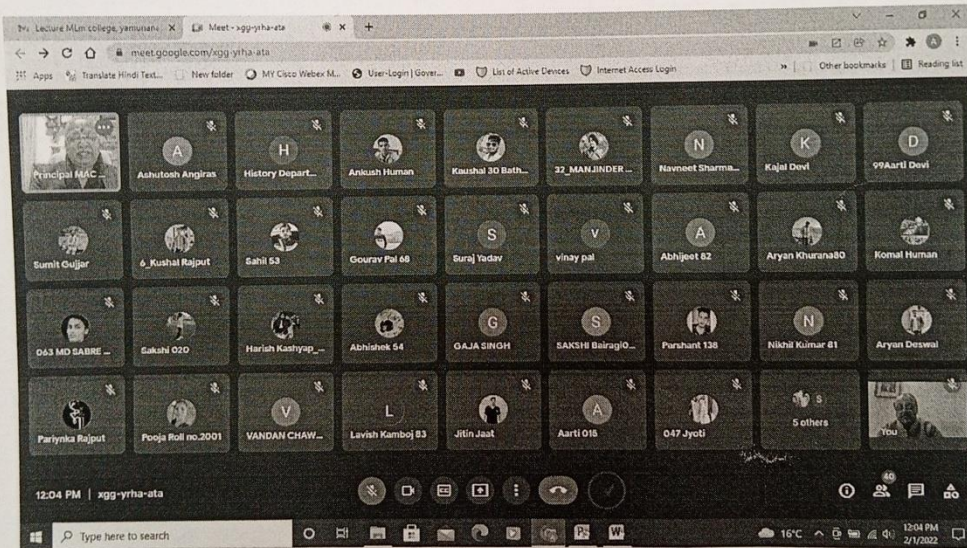 Lecture MLm college, yamunana
Meet - xgg-yrha-ata
meet.google.com/xgg-yrha-ata
Apps Translate Hindi Text... New folder MY Cisco Webex M... User-Login | Gover... List of Active Devices Internet Access Login » Other bookmarks Reading list
Principal MAC ... A Ashutosh Angiras H History Depart... Ankush Human Kaushal 30 Bath... 32_MANJINDER ... N Navneet Sharma... K Kajal Devi D 99Aarti Devi
Sumit Gujjar 6_Kushal Rajput Sahil 53 Gourav Pal 68 S Suraj Yadav V vinay pal A Abhijeet 82 Aryan Khurana80 Komal Human
063 MD SABRE ... Sakshi 020 Harish Kashyap_... Abhishek 54 G GAJA SINGH S SAKSHI Bairagi0... Parshant 138 N Nikhil Kumar 81 Aryan Deswal
Pariynka Rajput Pooja Roll no.2001 V VANDAN CHAW... L Lavish Kamboj 83 Jitin Jaat A Aarti 015 047 Jyoti S 5 others You
12:04 PM | xgg-yrha-ata 40
Type here to search 16°C 12:04 PM
2/1/2022